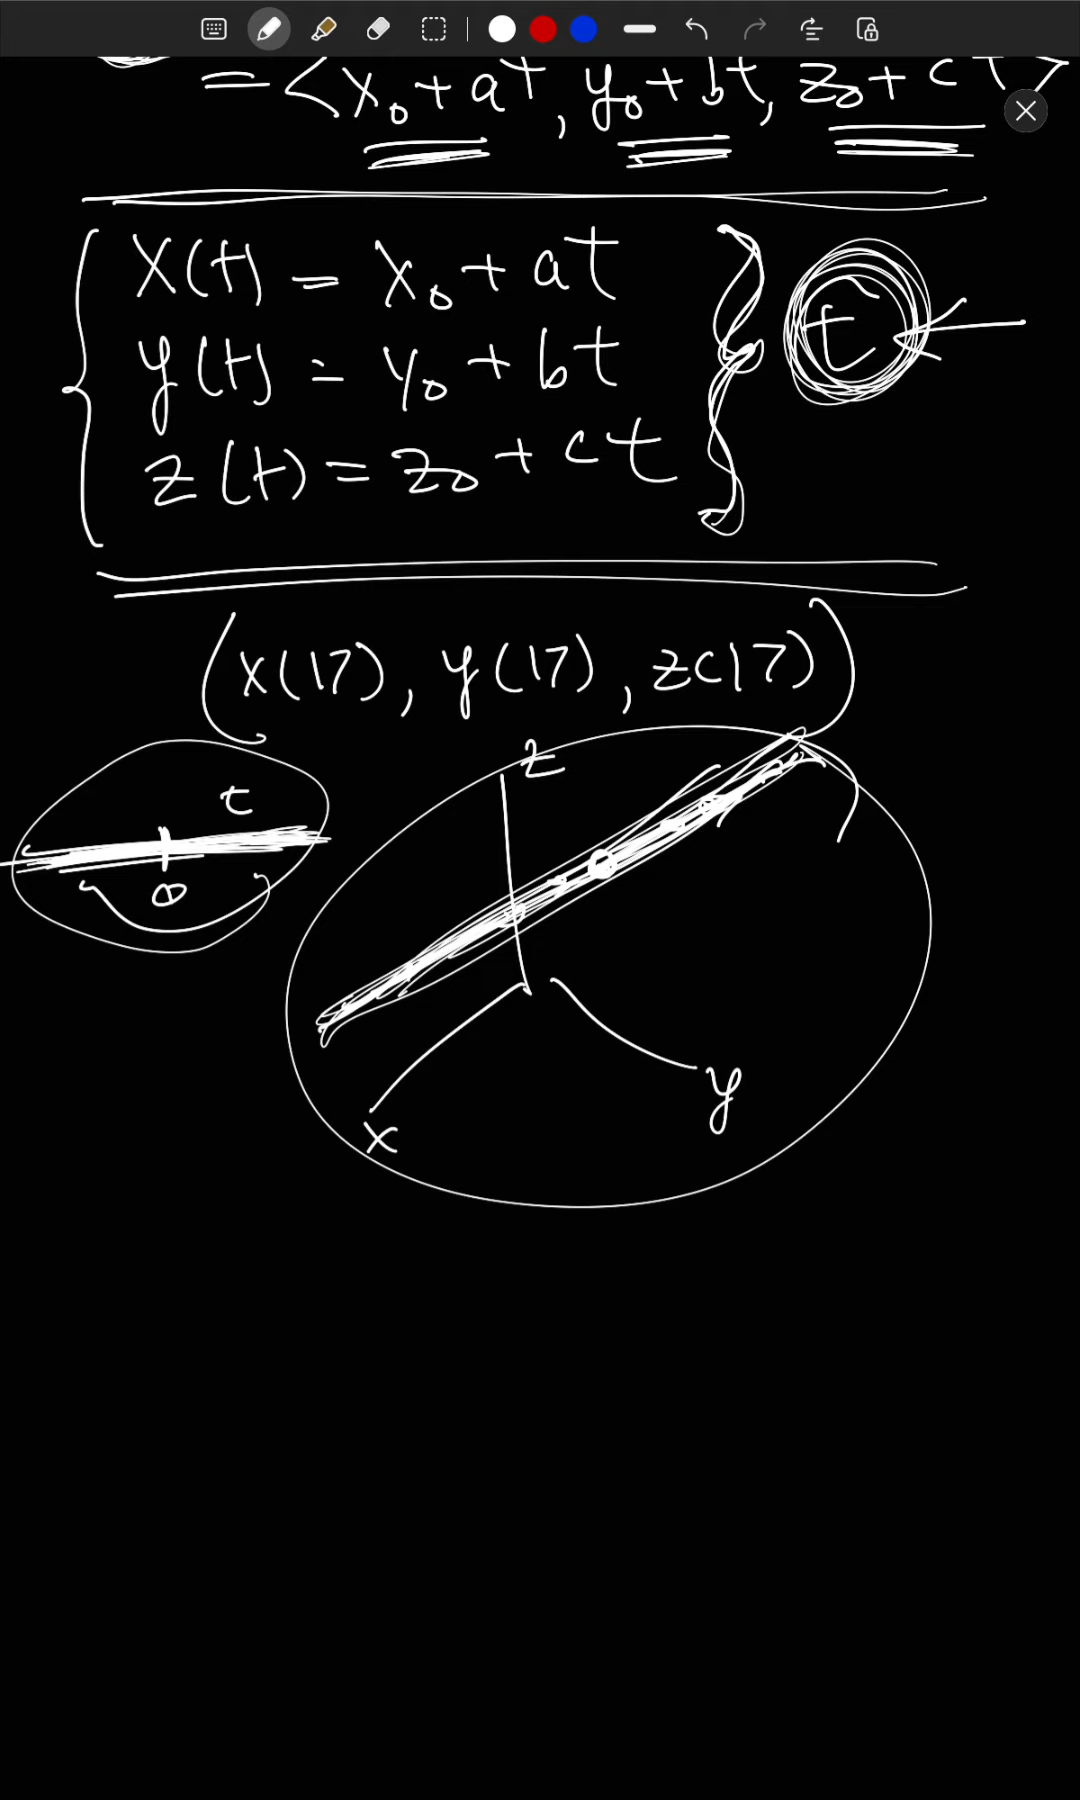 = <x₀ + at, y₀ + bt, z₀ + ct>
x(t) = x₀ + at
y(t) = y₀ + bt
z(t) = z₀ + ct
t
(x(17), y(17), z(17))
z
t
0
y
x